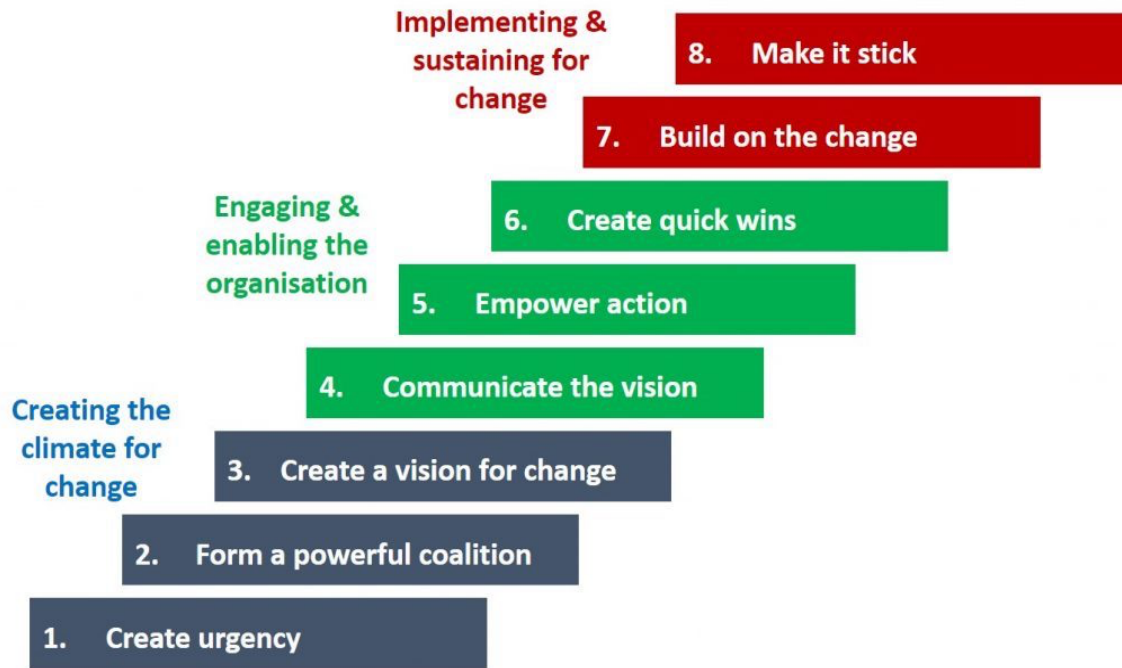 Implementing &
sustaining for
change
8. Make it stick
7. Build on the change
Engaging &
enabling the
organisation
6. Create quick wins
5. Empower action
4. Communicate the vision
Creating the
climate for
change
3. Create a vision for change
2. Form a powerful coalition
1. Create urgency